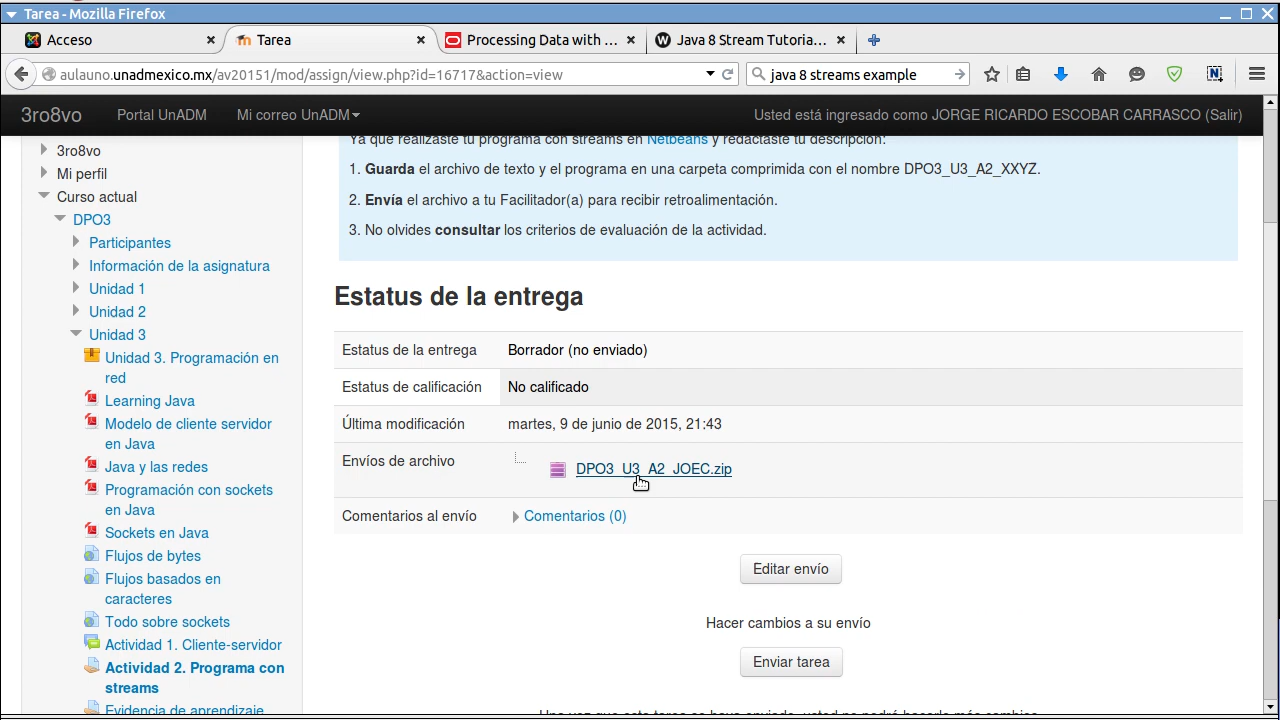 Tarea - Mozilla Firefox
Acceso
Tarea
Processing Data with ...
Java 8 Stream Tutoria...
aulauno.unadmexico.mx/av20151/mod/assign/view.php?id=16717&action=view
java 8 streams example
3ro8vo
Portal UnADM
Mi correo UnADM
Usted está ingresado como JORGE RICARDO ESCOBAR CARRASCO (Salir)
3ro8vo
Mi perfil
Curso actual
DPO3
Participantes
Información de la asignatura
Unidad 1
Unidad 2
Unidad 3
Unidad 3. Programación en
red
Learning Java
Modelo de cliente servidor
en Java
Java y las redes
Programación con sockets
en Java
Sockets en Java
Flujos de bytes
Flujos basados en
caracteres
Todo sobre sockets
Actividad 1. Cliente-servidor
Actividad 2. Programa con
streams
Evidencia de aprendizaje
Ya que realizaste tu programa con streams en Netbeans y redactaste tu descripción:
1. Guarda el archivo de texto y el programa en una carpeta comprimida con el nombre DPO3_U3_A2_XXYZ.
2. Envía el archivo a tu Facilitador(a) para recibir retroalimentación.
3. No olvides consultar los criterios de evaluación de la actividad.
Estatus de la entrega
Estatus de la entrega Borrador (no enviado)
Estatus de calificación No calificado
Última modificación martes, 9 de junio de 2015, 21:43
Envíos de archivo DPO3_U3_A2_JOEC.zip
Comentarios al envío Comentarios (0)
Editar envío
Hacer cambios a su envío
Enviar tarea